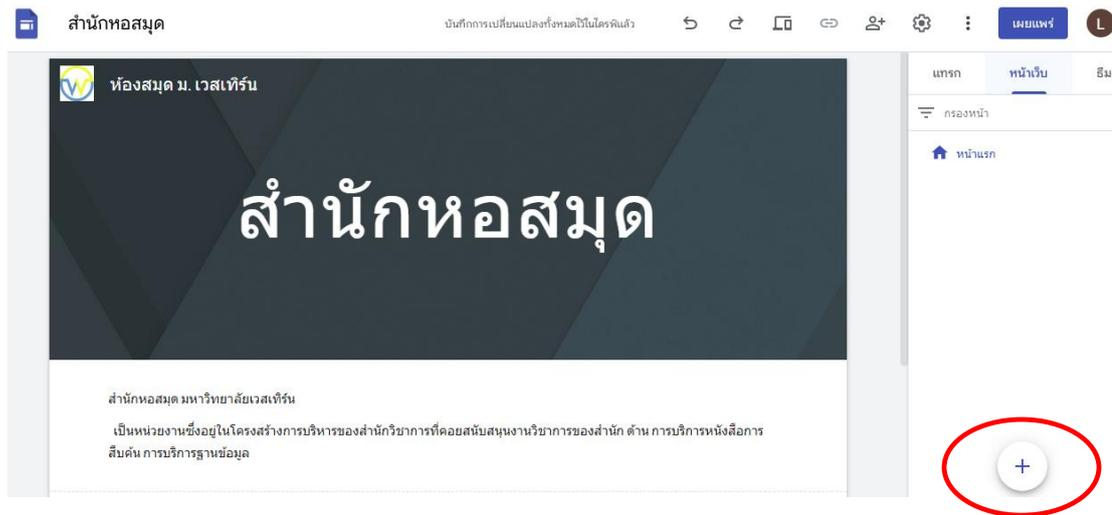 สำนักหอสมุด
บันทึกการเปลี่ยนแปลงทั้งหมดไว้ในไดรฟ์แล้ว
เผยแพร่
L
ห้องสมุด ม. เวสเทิร์น
แทรก
หน้าเว็บ
ธีม
กรองหน้า
หน้าแรก
สำนักหอสมุด
สำนักหอสมุด มหาวิทยาลัยเวสเทิร์น
เป็นหน่วยงานซึ่งอยู่ในโครงสร้างการบริหารของสำนักวิชาการที่คอยสนับสนุนงานวิชาการของสำนัก ด้าน การบริการหนังสือการ
สืบค้น การบริการฐานข้อมูล